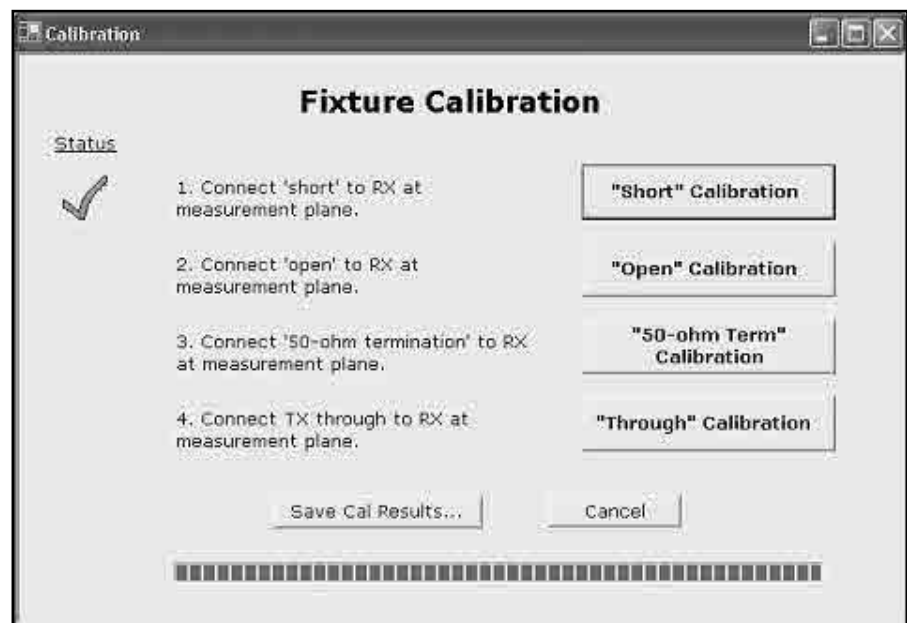 Calibration
Fixture Calibration
Status
1. Connect 'short' to RX at
measurement plane.
"Short" Calibration
2. Connect 'open' to RX at
measurement plane.
"Open" Calibration
3. Connect '50-ohm termination' to RX
at measurement plane.
"50-ohm Term"
Calibration
4. Connect TX through to RX at
measurement plane.
"Through" Calibration
Save Cal Results...
Cancel